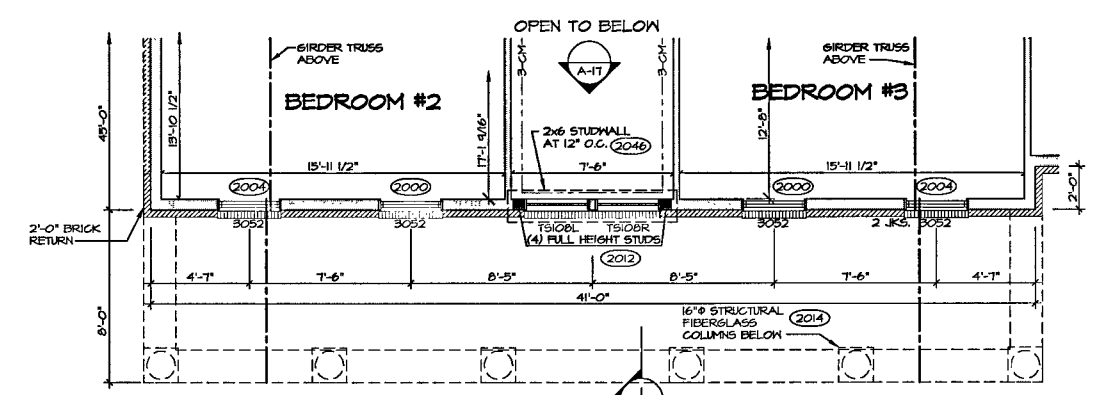 OPEN TO BELOW
GIRDER TRUSS
ABOVE
3-CM
A-17
3-CM
GIRDER TRUSS
ABOVE
BEDROOM #2
BEDROOM #3
45'-0"
13'-10 1/2"
17'-1 9/16"
12'-8"
2x6 STUDWALL
AT 12" O.C.
2046
15'-11 1/2"
7'-6"
15'-11 1/2"
2004
2000
2000
2004
2'-0"
3052
3052
TS108L
TS108R
3052
2 JKS.
3052
2'-0" BRICK
RETURN
(4) FULL HEIGHT STUDS
2012
4'-7"
7'-6"
8'-5"
8'-5"
7'-6"
4'-7"
41'-0"
8'-0"
16"Φ STRUCTURAL
FIBERGLASS
COLUMNS BELOW
2014